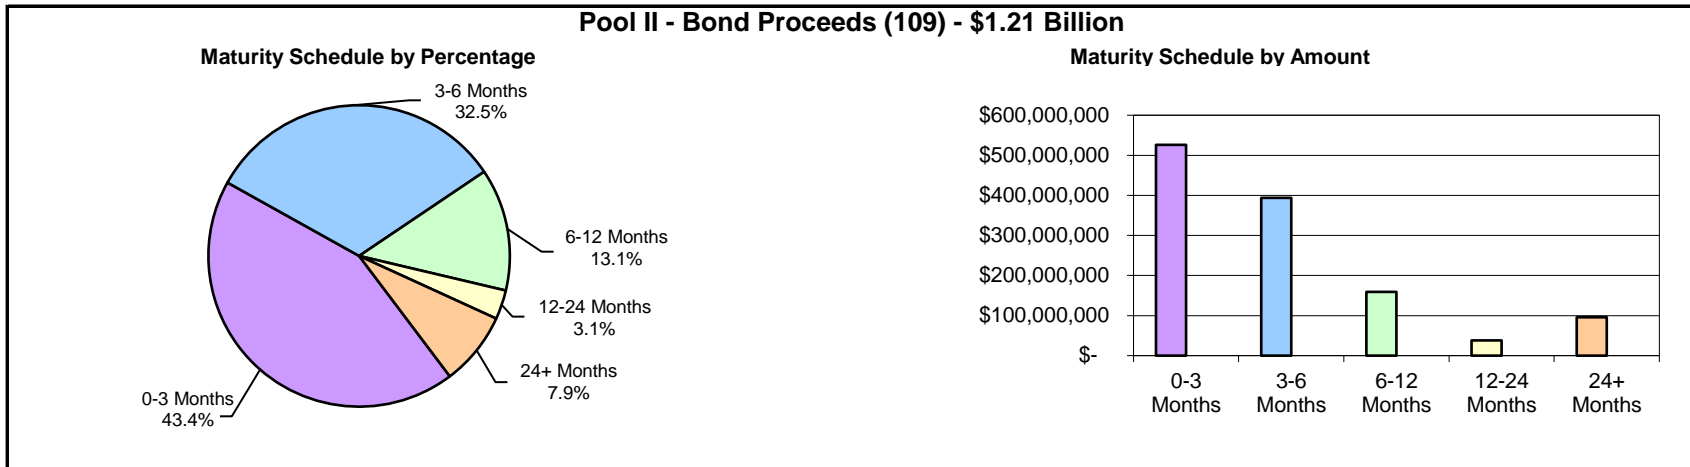 Pool II - Bond Proceeds (109) - $1.21 Billion
Maturity Schedule by Percentage
3-6 Months
32.5%
6-12 Months
13.1%
12-24 Months
3.1%
24+ Months
7.9%
0-3 Months
43.4%
Maturity Schedule by Amount
$600,000,000
$500,000,000
$400,000,000
$300,000,000
$200,000,000
$100,000,000
$-
0-3 3-6 6-12 12-24 24+
Months Months Months Months Months